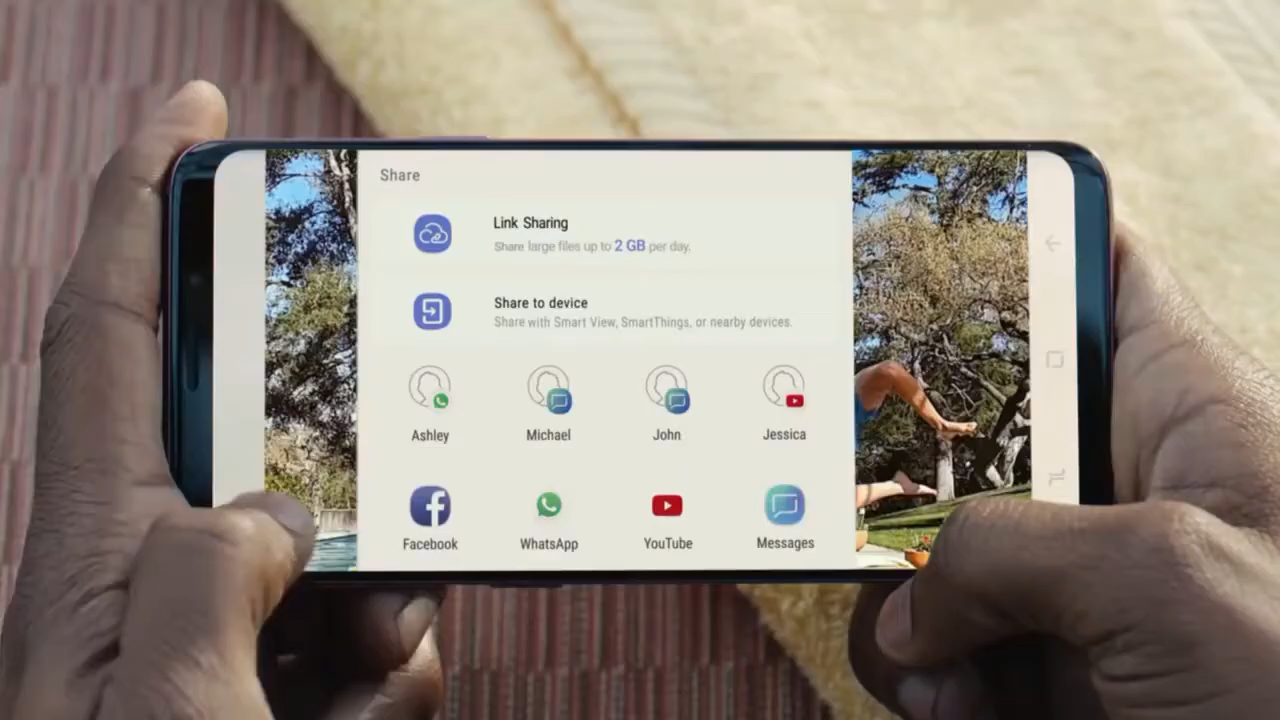 Share
Link Sharing
Share large files up to 2 GB per day.
Share to device
Share with Smart View, SmartThings, or nearby devices.
Ashley
Michael
John
Jessica
Facebook
WhatsApp
YouTube
Messages